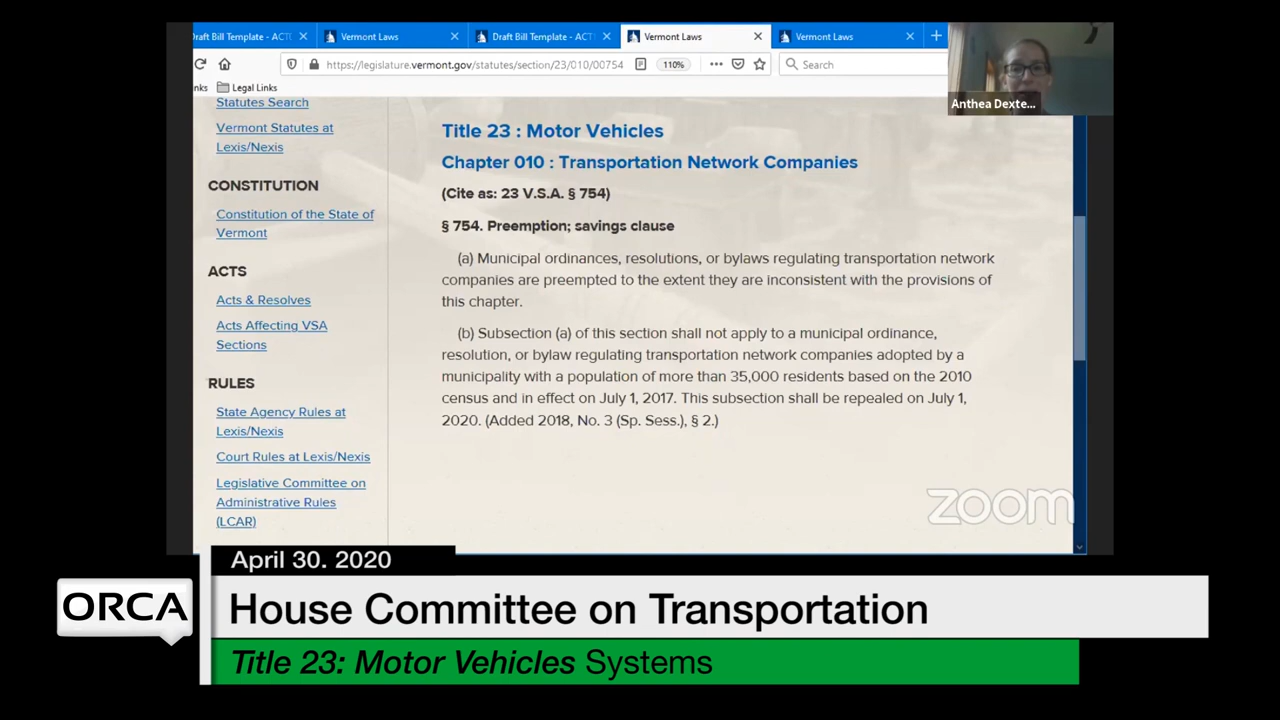 Draft Bill Template - ACT Vermont Laws Draft Bill Template - ACT Vermont Laws Vermont Laws
https://legislature.vermont.gov/statutes/section/23/010/00754 110% Search
Legal Links
Anthea Dexte...
Statutes Search
Vermont Statutes at
Lexis/Nexis
CONSTITUTION
Constitution of the State of
Vermont
ACTS
Acts & Resolves
Acts Affecting VSA
Sections
RULES
State Agency Rules at
Lexis/Nexis
Court Rules at Lexis/Nexis
Legislative Committee on
Administrative Rules
(LCAR)
Title 23 : Motor Vehicles
Chapter 010 : Transportation Network Companies
(Cite as: 23 V.S.A. § 754)
§ 754. Preemption; savings clause
(a) Municipal ordinances, resolutions, or bylaws regulating transportation network
companies are preempted to the extent they are inconsistent with the provisions of
this chapter.
(b) Subsection (a) of this section shall not apply to a municipal ordinance,
resolution, or bylaw regulating transportation network companies adopted by a
municipality with a population of more than 35,000 residents based on the 2010
census and in effect on July 1, 2017. This subsection shall be repealed on July 1,
2020. (Added 2018, No. 3 (Sp. Sess.), § 2.)
zoom
April 30. 2020
ORCA
House Committee on Transportation
Title 23: Motor Vehicles Systems